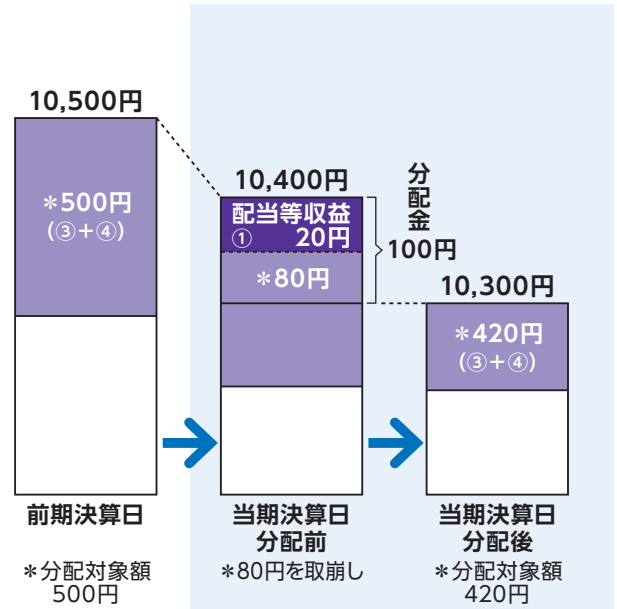 10,500円
*500円
(③+④)
前期決算日
*分配対象額
500円
10,400円
配当等収益
① 20円
*80円
分配金
100円
当期決算日
分配前
*80円を取崩し
10,300円
*420円
(③+④)
当期決算日
分配後
*分配対象額
420円